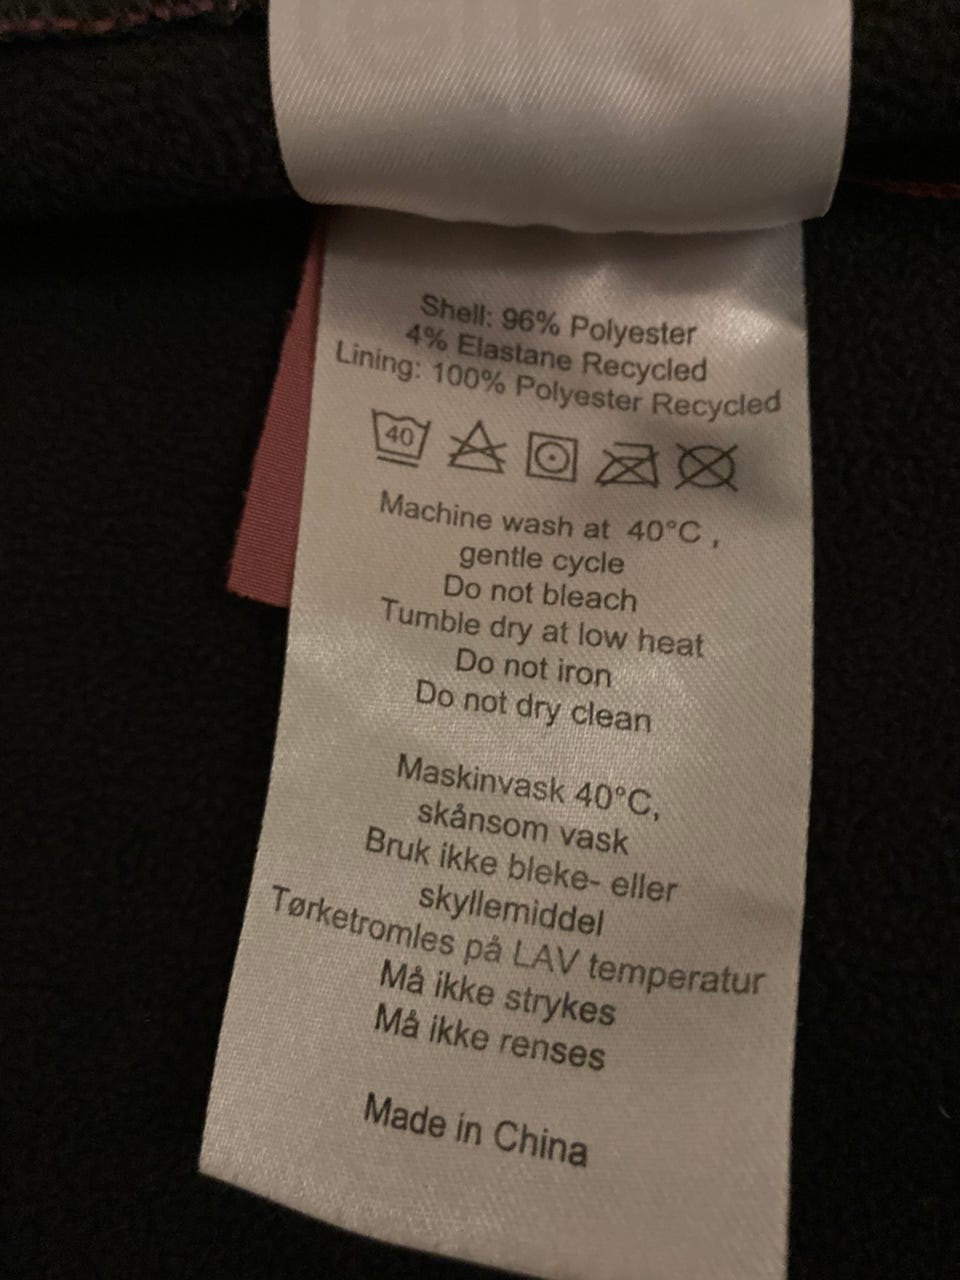 Shell: 96% Polyester
4% Elastane Recycled
Lining: 100% Polyester Recycled
40
Machine wash at 40°C ,
gentle cycle
Do not bleach
Tumble dry at low heat
Do not iron
Do not dry clean
Maskinvask 40°C,
skånsom vask
Bruk ikke bleke- eller
skyllemiddel
Tørketromles på LAV temperatur
Må ikke strykes
Må ikke renses
Made in China